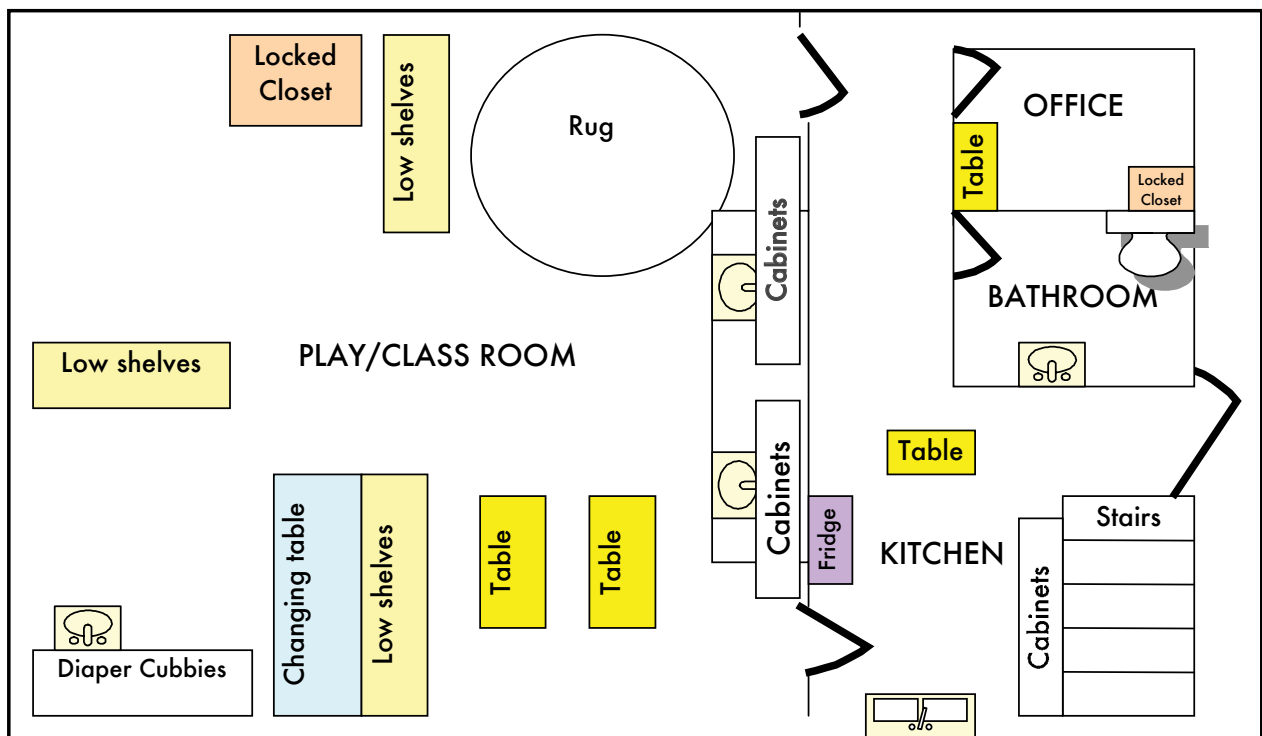 Locked
Closet
Low shelves
Rug
OFFICE
Table
Locked
Closet
Cabinets
BATHROOM
Low shelves
PLAY/CLASS ROOM
Table
Cabinets
Changing table
Low shelves
Table
Table
Fridge
KITCHEN
Stairs
Cabinets
Diaper Cubbies